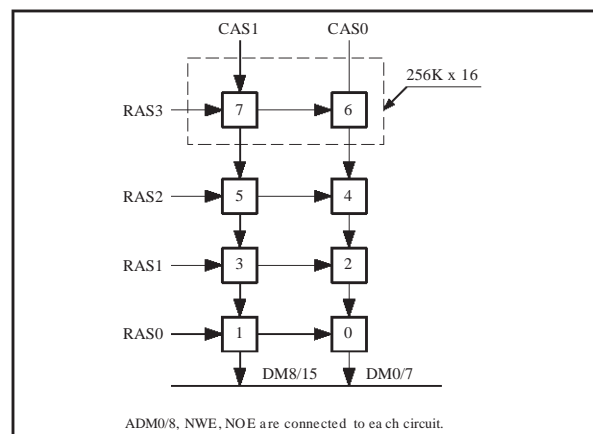 CAS1 CAS0
256K x 16
RAS3 7 6
RAS2 5 4
RAS1 3 2
RAS0 1 0
DM8/15 DM0/7
ADM0/8, NWE, NOE are connected to each circuit.